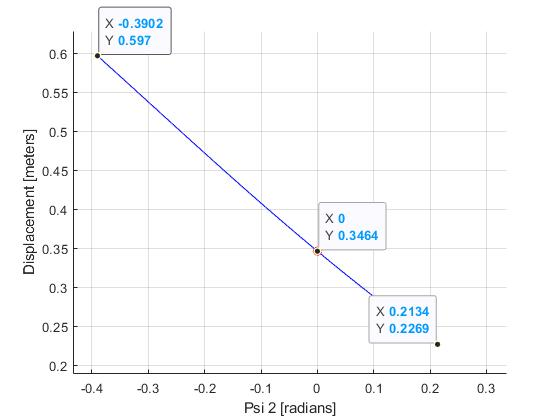 X -0.3902
Y 0.597
0.6
0.55
0.5
0.45
0.4
0.35
0.3
0.25
0.2
Displacement [meters]
X 0
Y 0.3464
X 0.2134
Y 0.2269
-0.4 -0.3 -0.2 -0.1 0 0.1 0.2 0.3
Psi 2 [radians]